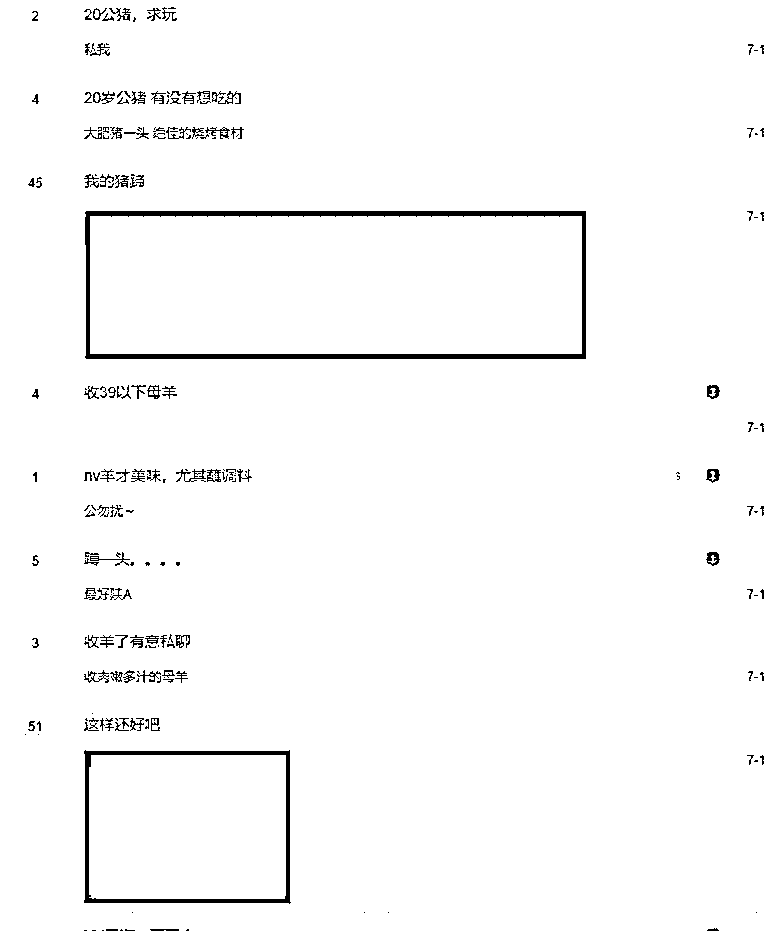 2 20公猪，求玩
私我 7-1
4 20岁公猪 有没有想吃的
大肥猪一头 绝佳的烧烤食材 7-1
45 我的猪蹄
7-1
4 收39以下母羊
7-1
1 nv羊才美味，尤其蘸调料 s
公勿扰~ 7-1
5 蹲一头．．．．
最好陕A 7-1
3 收羊了有意私聊
收肉嫩多汁的母羊 7-1
51 这样还好吧
7-1